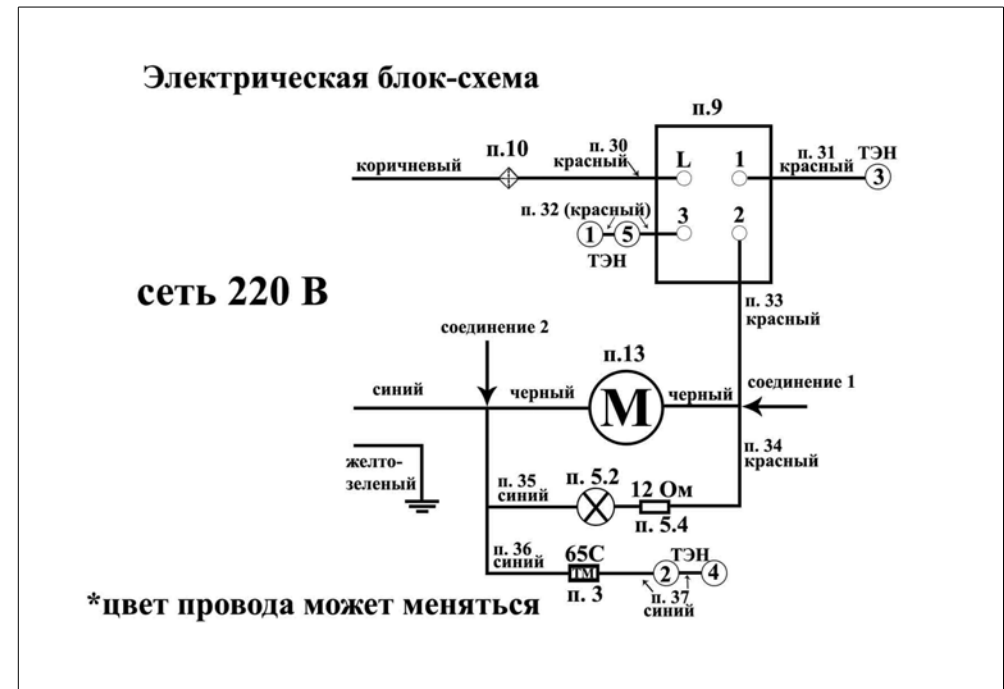 Электрическая блок-схема
п.9
п. 30
красный
п.10
коричневый
L
1
п. 31
красный
ТЭН
3
п. 32 (красный)
1
5
ТЭН
3
2
сеть 220 В
п. 33
красный
соединение 2
п.13
соединение 1
синий
черный
М
черный
желто-
зеленый
п. 34
красный
п. 35
синий
п. 5.2
12 Ом
п. 5.4
п. 36
синий
65С
ТМ
п. 3
ТЭН
2
4
п. 37
синий
*цвет провода может меняться